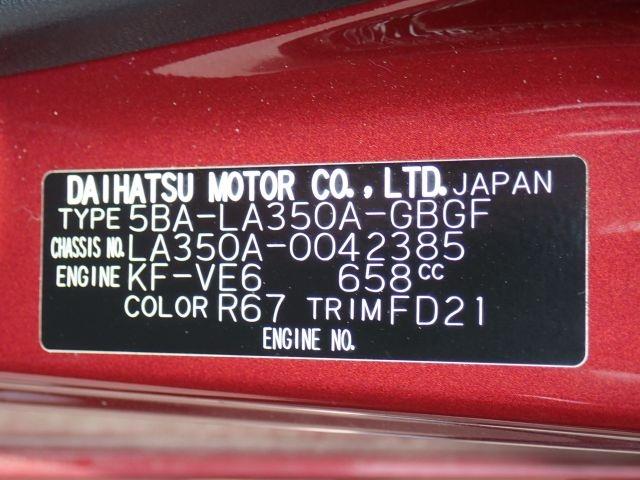 DAIHATSU MOTOR CO., LTD. JAPAN
TYPE 5BA-LA350A-GBGF
CHASSIS NO. LA350A-0042385
ENGINE KF-VE6 658cc
COLOR R67 TRIM FD21
ENGINE NO.